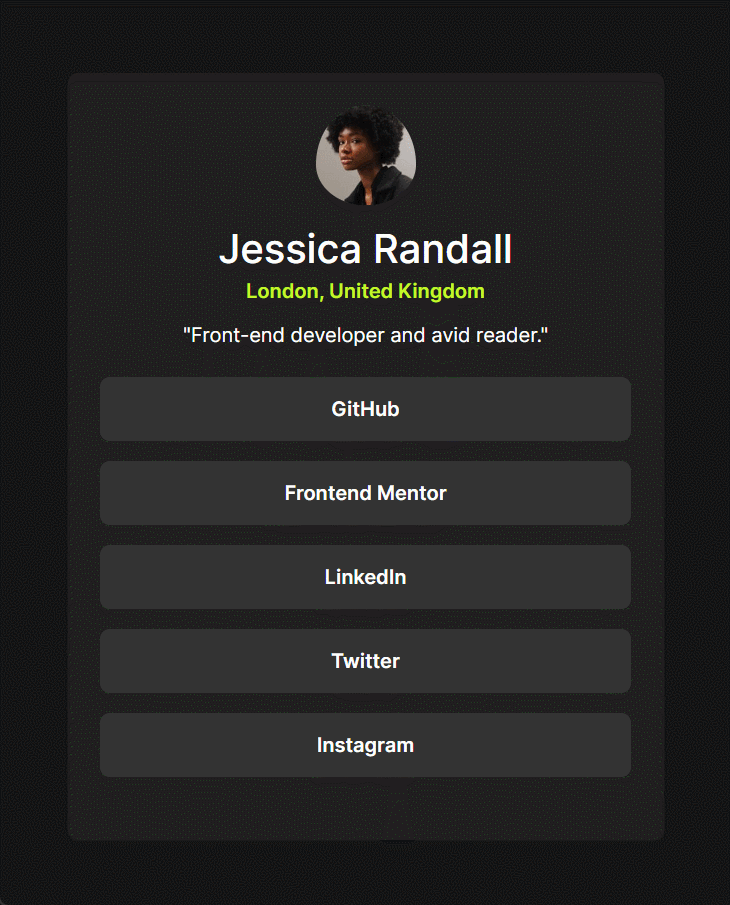 Jessica Randall
London, United Kingdom
"Front-end developer and avid reader."
GitHub
Frontend Mentor
LinkedIn
Twitter
Instagram